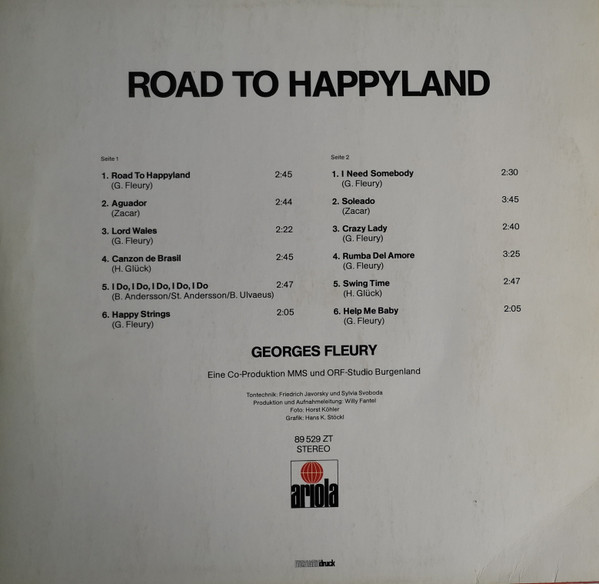 ROAD TO HAPPYLAND
Seite 1
1. Road To Happyland 2:45
(G. Fleury)
2. Aguador 2:44
(Zacar)
3. Lord Wales 2:22
(G. Fleury)
4. Canzon de Brasil 2:45
(H. Glück)
5. I Do, I Do, I Do, I Do, I Do 2:47
(B. Andersson/St. Andersson/B. Ulvaeus)
6. Happy Strings 2:05
(G. Fleury)
Seite 2
1. I Need Somebody 2:30
(G. Fleury)
2. Soleado 3:45
(Zacar)
3. Crazy Lady 2:40
(G. Fleury)
4. Rumba Del Amore 3:25
(G. Fleury)
5. Swing Time 2:47
(H. Glück)
6. Help Me Baby 2:05
(G. Fleury)
GEORGES FLEURY
Eine Co-Produktion MMS und ORF-Studio Burgenland
Tontechnik: Friedrich Javorsky und Sylvia Svoboda
Produktion und Aufnahmeleitung: Willy Fantel
Foto: Horst Köhler
Grafik: Hans K. Stöckl
89 529 ZT
STEREO
ariola
druck